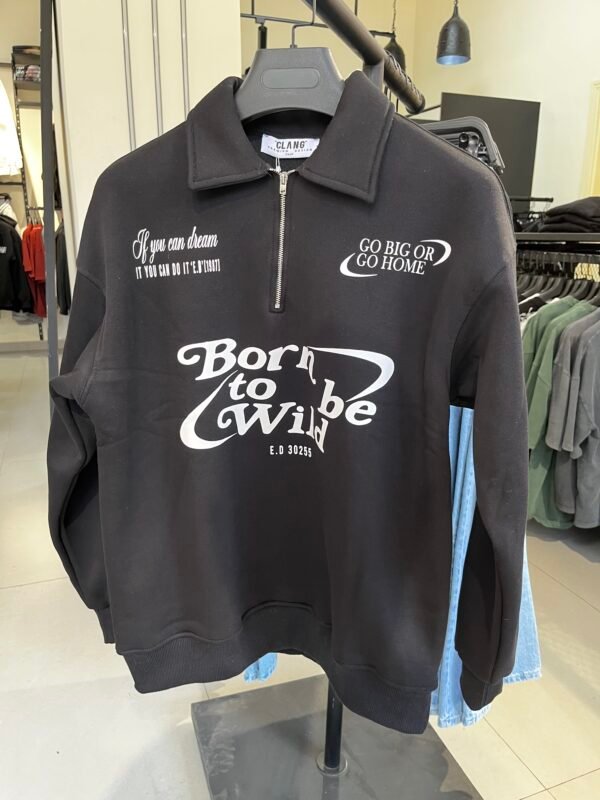 CLANG
If you can dream
IT YOU CAN DO IT 'E.D'[1987]
GO BIG OR
GO HOME
Born
to be
Wild
E.D 30255